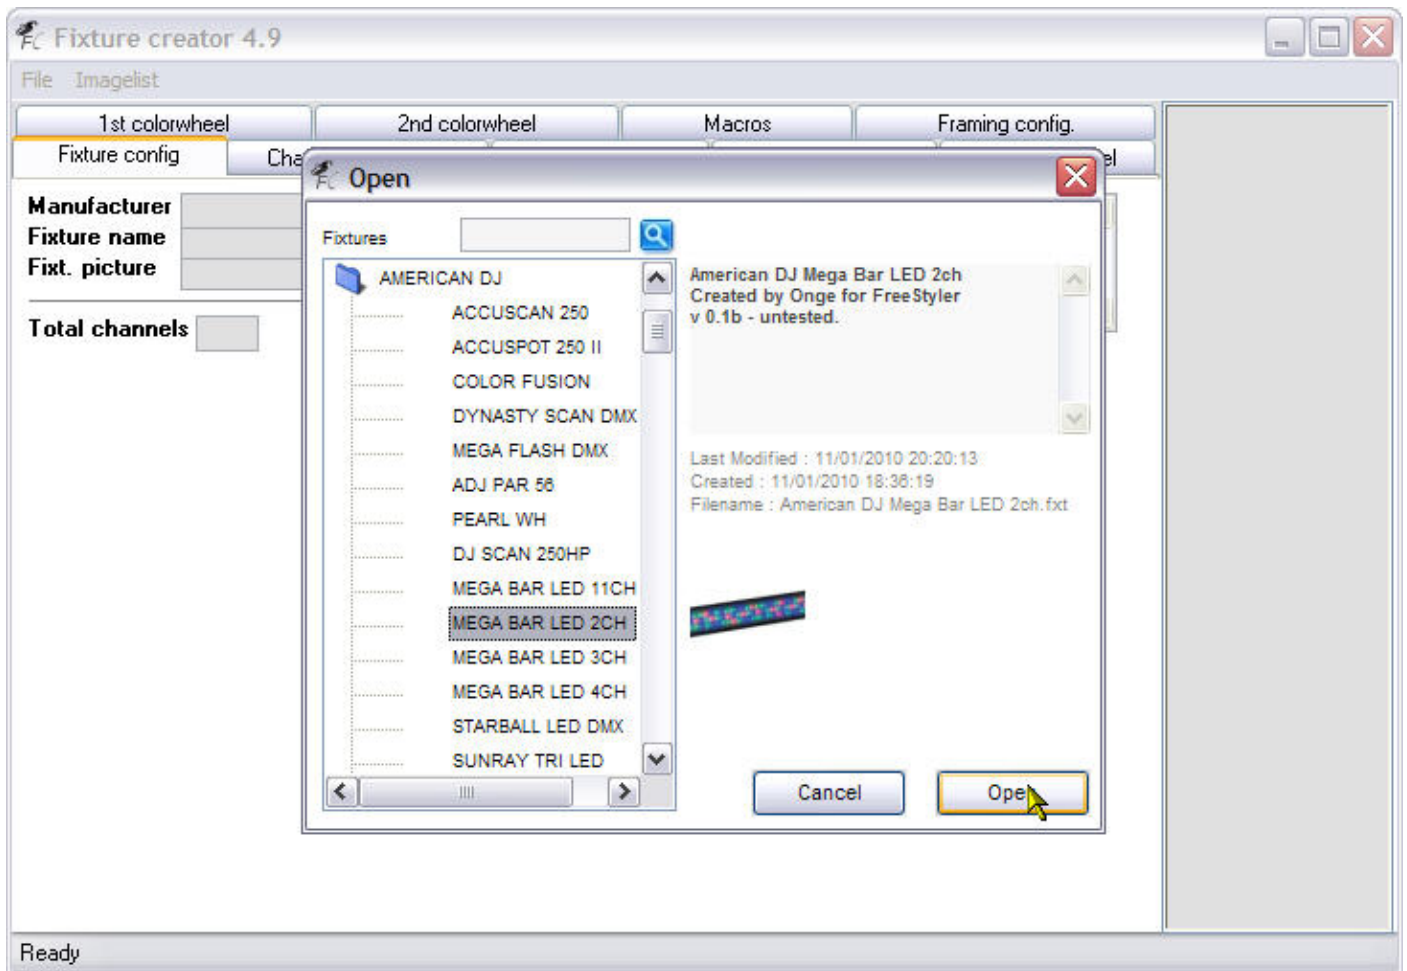 Fixture creator 4.9
File Imagelist
1st colorwheel 2nd colorwheel Macros Framing config.
Fixture config
Manufacturer
Fixture name
Fixt. picture
Total channels
Open
Fixtures
AMERICAN DJ
ACCUSCAN 250
ACCUSPOT 250 II
COLOR FUSION
DYNASTY SCAN DMX
MEGA FLASH DMX
ADJ PAR 56
PEARL WH
DJ SCAN 250HP
MEGA BAR LED 11CH
MEGA BAR LED 2CH
MEGA BAR LED 3CH
MEGA BAR LED 4CH
STARBALL LED DMX
SUNRAY TRI LED
American DJ Mega Bar LED 2ch
Created by Onge for FreeStyler
v 0.1b - untested.
Last Modified : 11/01/2010 20:20:13
Created : 11/01/2010 18:36:19
Filename : American DJ Mega Bar LED 2ch.fxt
Cancel Open
Ready